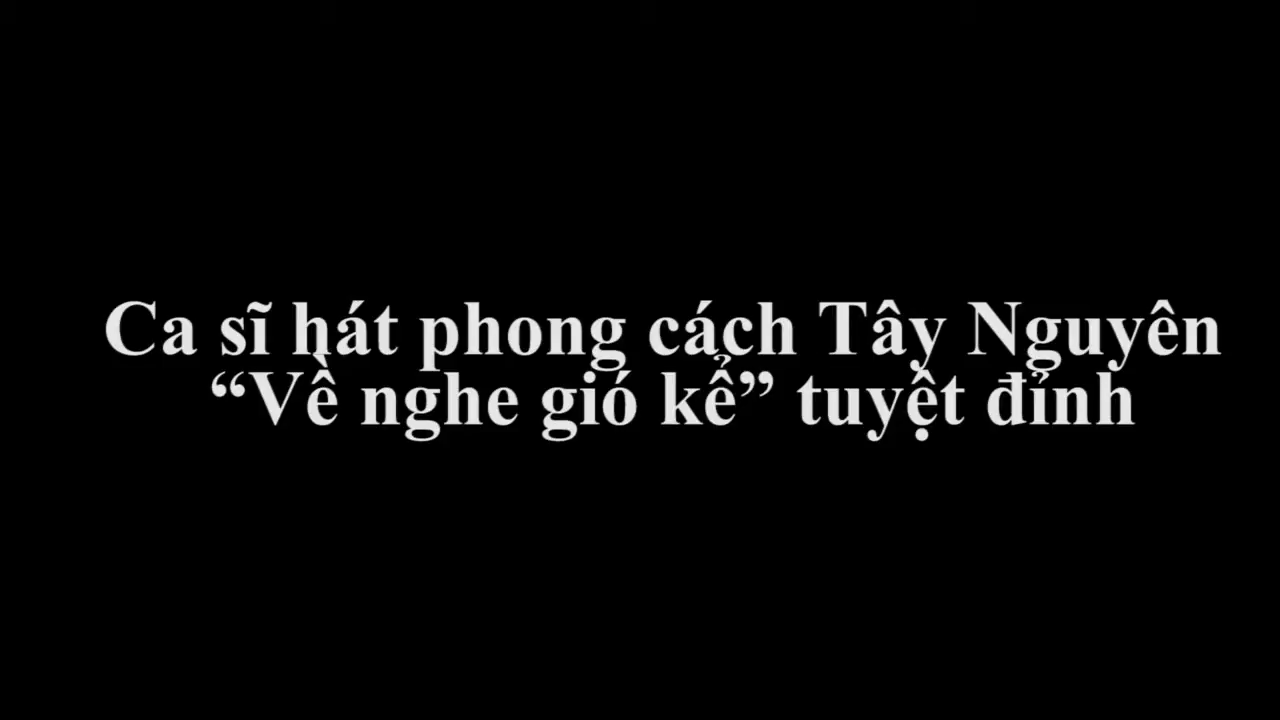 Ca sĩ hát phong cách Tây Nguyên
“Về nghe gió kể” tuyệt đỉnh